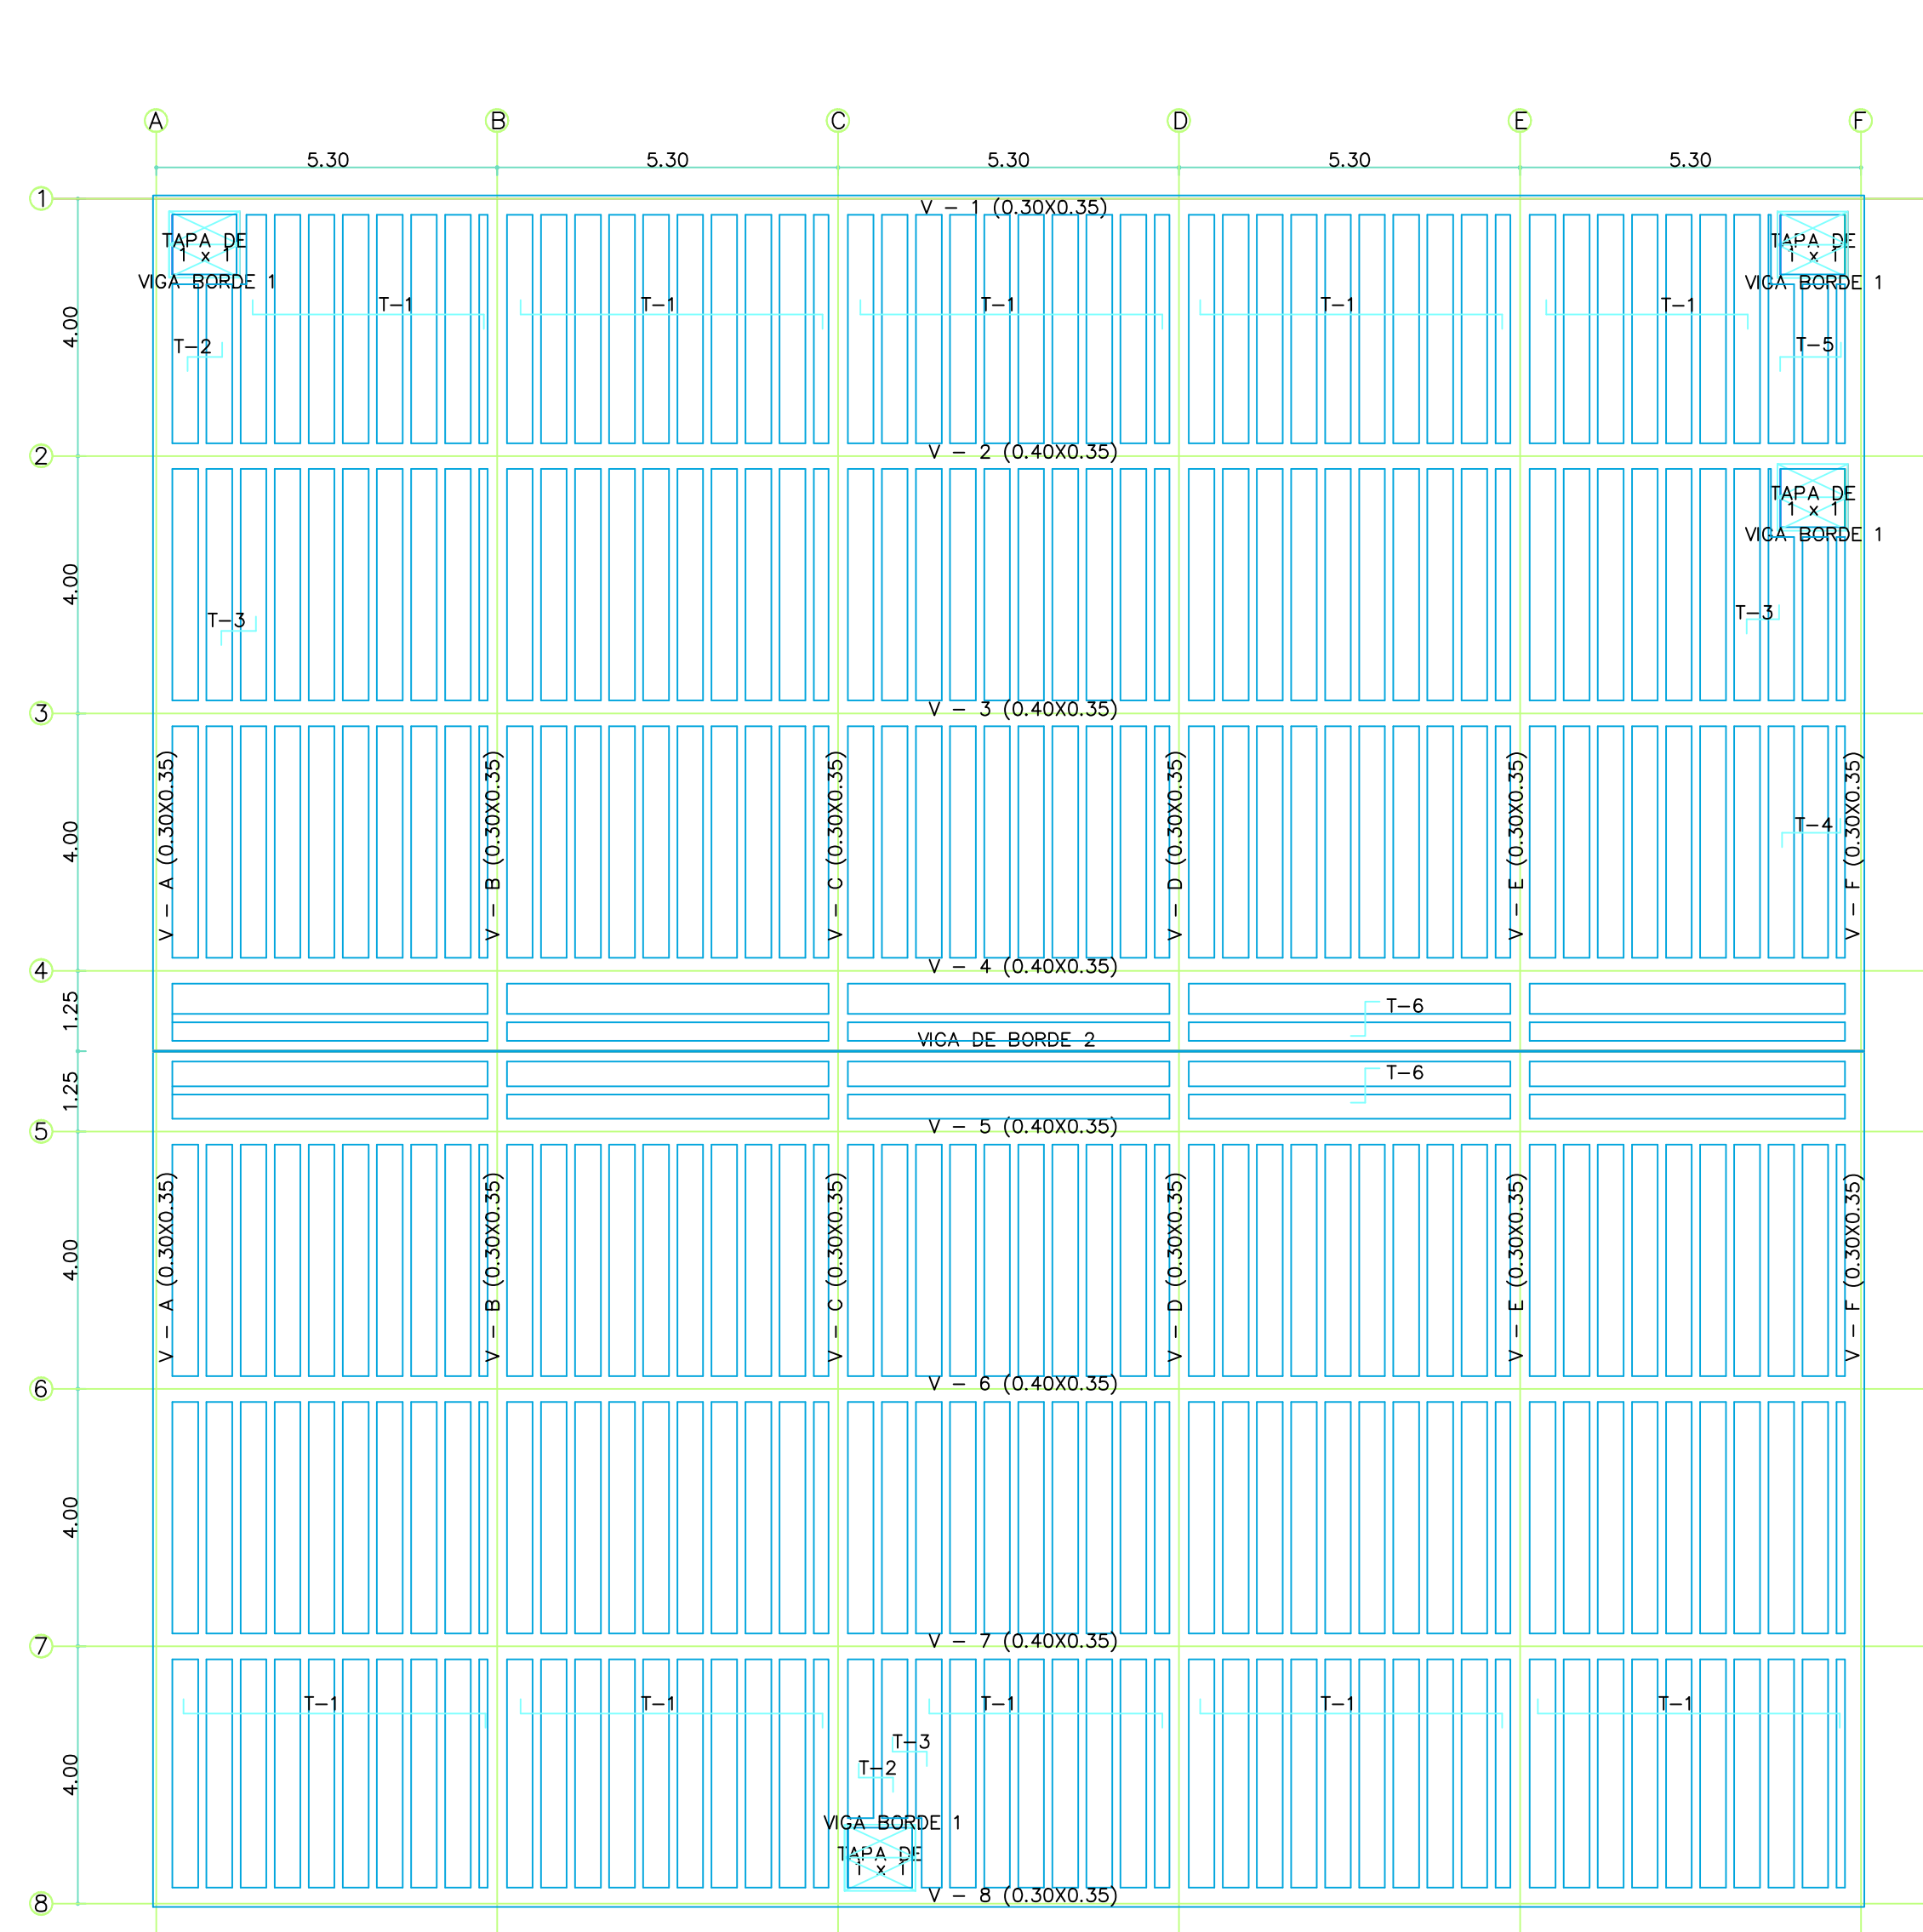 A B C D E F
5.30 5.30 5.30 5.30 5.30
1
V - 1 (0.30X0.35)
TAPA DE
1 x 1
VIGA BORDE 1
TAPA DE
1 x 1
VIGA BORDE 1
T-1 T-1 T-1 T-1 T-1
4.00
T-2 T-5
2
V - 2 (0.40X0.35)
TAPA DE
1 x 1
VIGA BORDE 1
4.00
T-3 T-3
3
V - 3 (0.40X0.35)
V - A (0.30X0.35)
V - B (0.30X0.35)
V - C (0.30X0.35)
V - D (0.30X0.35)
V - E (0.30X0.35)
V - F (0.30X0.35)
4.00
T-4
4
V - 4 (0.40X0.35)
1.25
T-6
VIGA DE BORDE 2
T-6
1.25
5
V - 5 (0.40X0.35)
V - A (0.30X0.35)
V - B (0.30X0.35)
V - C (0.30X0.35)
V - D (0.30X0.35)
V - E (0.30X0.35)
V - F (0.30X0.35)
4.00
6
V - 6 (0.40X0.35)
4.00
7
V - 7 (0.40X0.35)
T-1 T-1 T-1 T-1 T-1
T-3
T-2
4.00
VIGA BORDE 1
TAPA DE
1 x 1
8
V - 8 (0.30X0.35)